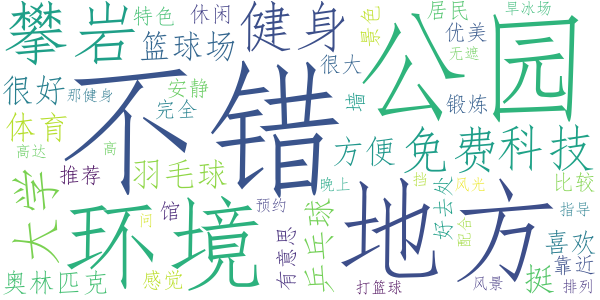 攀岩
特色
休闲
健身
景色
居民
旱冰场
篮球场
优美
无遮
很好
那健身
安静
完全
不错
很大
墙
公园
锻炼
体育
高达
高
推荐
羽毛球
方便
免费
科技
晚上
挡
风光
比较
大学
环境
馆
问
预约
乒乓球
地方
好去处
配合
指导
喜欢
奥林匹克
感觉
有意思
打篮球
风景
挺
靠近
排列